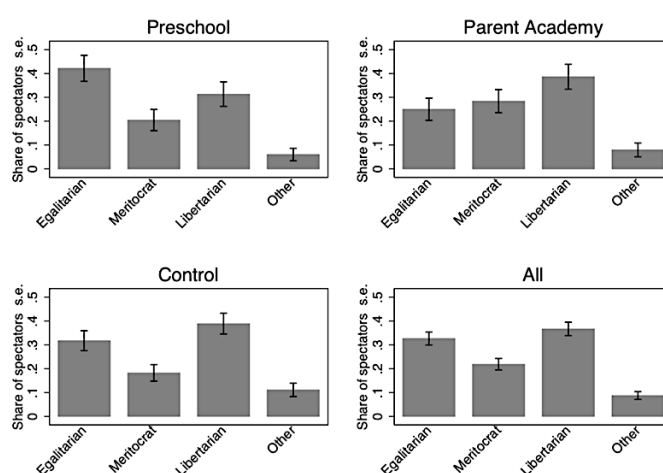 Preschool
Share of spectators s.e.
0 .1 .2 .3 .4 .5
Egalitarian Meritocrat Libertarian Other
Parent Academy
Share of spectators s.e.
0 .1 .2 .3 .4 .5
Egalitarian Meritocrat Libertarian Other
Control
Share of spectators s.e.
0 .1 .2 .3 .4 .5
Egalitarian Meritocrat Libertarian Other
All
Share of spectators s.e.
0 .1 .2 .3 .4 .5
Egalitarian Meritocrat Libertarian Other